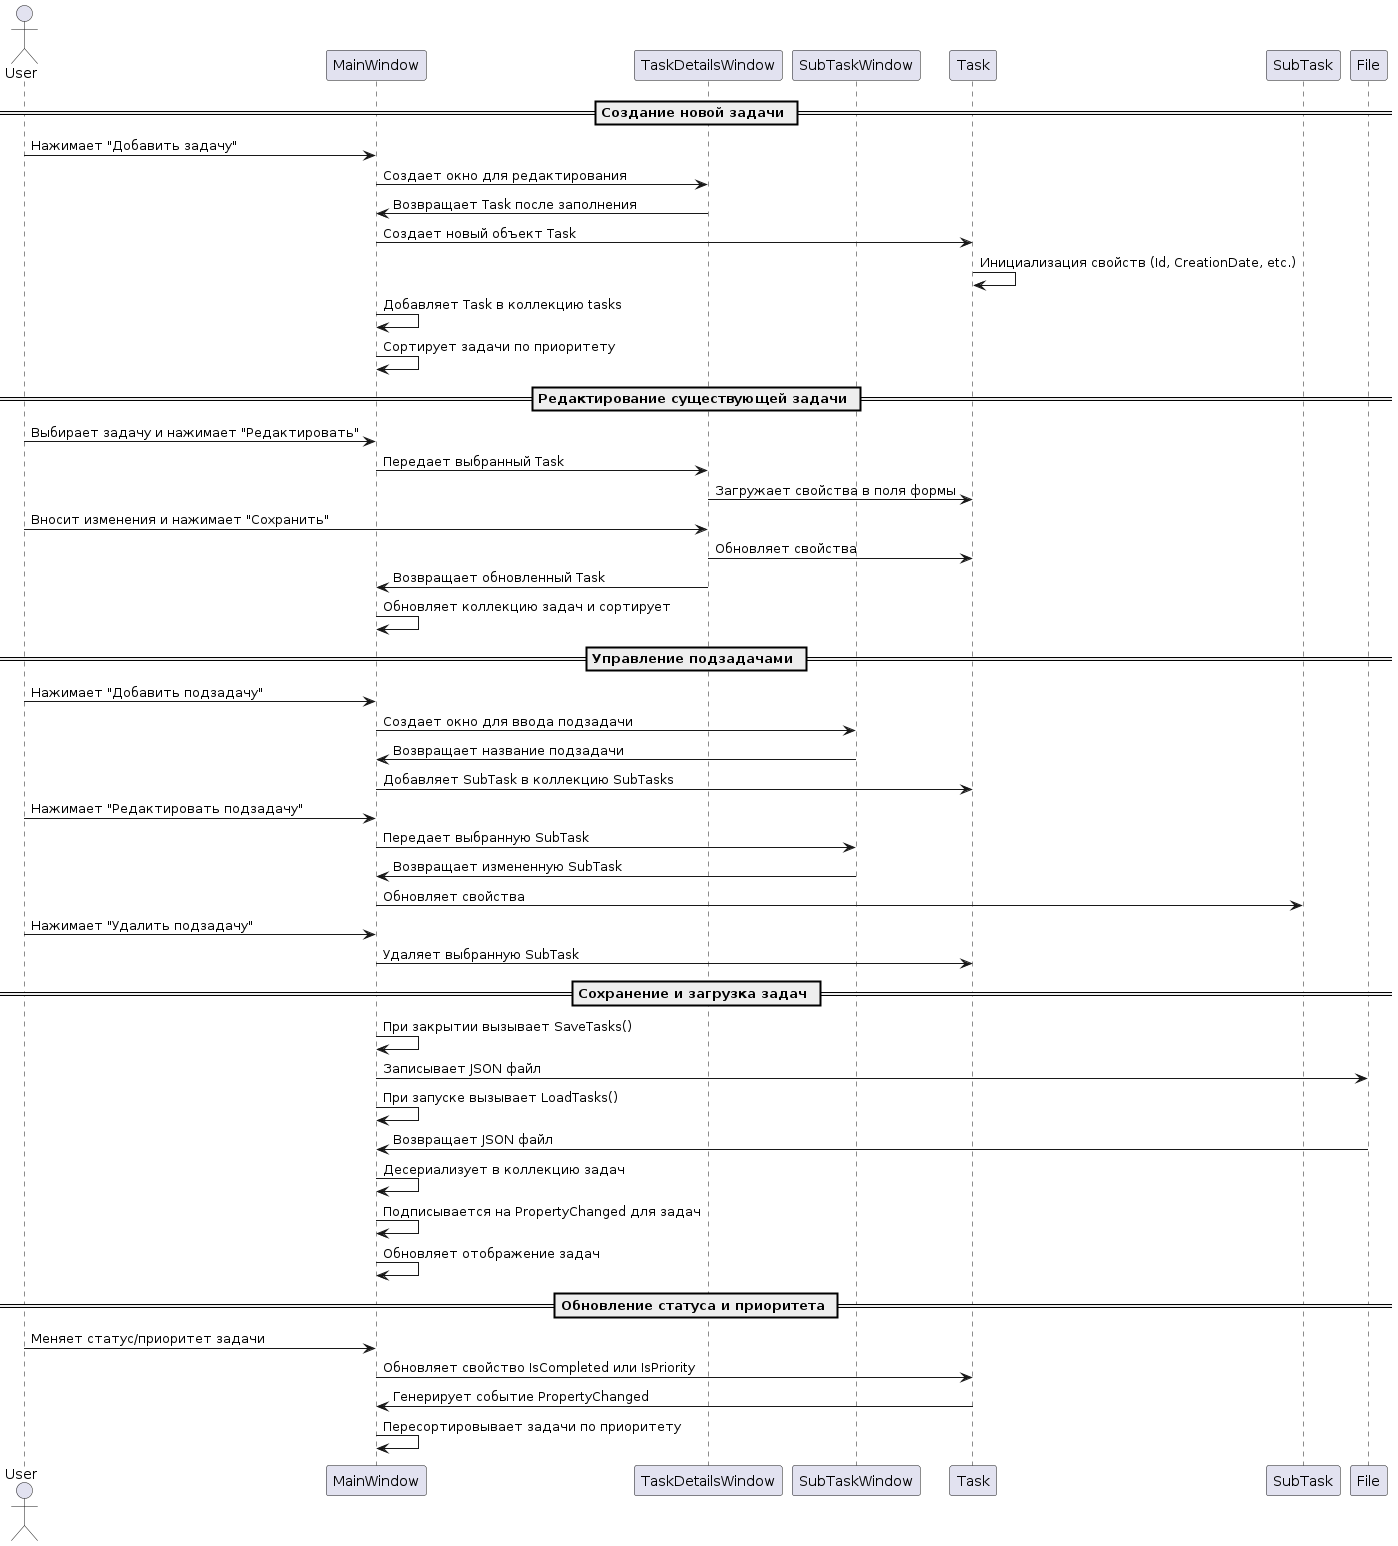 User
MainWindow
TaskDetailsWindow
SubTaskWindow
Task
SubTask
File
Создание новой задачи
Нажимает "Добавить задачу"
Создает окно для редактирования
Возвращает Task после заполнения
Создает новый объект Task
Инициализация свойств (Id, CreationDate, etc.)
Добавляет Task в коллекцию tasks
Сортирует задачи по приоритету
Редактирование существующей задачи
Выбирает задачу и нажимает "Редактировать"
Передает выбранный Task
Загружает свойства в поля формы
Вносит изменения и нажимает "Сохранить"
Обновляет свойства
Возвращает обновленный Task
Обновляет коллекцию задач и сортирует
Управление подзадачами
Нажимает "Добавить подзадачу"
Создает окно для ввода подзадачи
Возвращает название подзадачи
Добавляет SubTask в коллекцию SubTasks
Нажимает "Редактировать подзадачу"
Передает выбранную SubTask
Возвращает измененную SubTask
Обновляет свойства
Нажимает "Удалить подзадачу"
Удаляет выбранную SubTask
Сохранение и загрузка задач
При закрытии вызывает SaveTasks()
Записывает JSON файл
При запуске вызывает LoadTasks()
Возвращает JSON файл
Десериализует в коллекцию задач
Подписывается на PropertyChanged для задач
Обновляет отображение задач
Обновление статуса и приоритета
Меняет статус/приоритет задачи
Обновляет свойство IsCompleted или IsPriority
Генерирует событие PropertyChanged
Пересортировывает задачи по приоритету
User
MainWindow
TaskDetailsWindow
SubTaskWindow
Task
SubTask
File